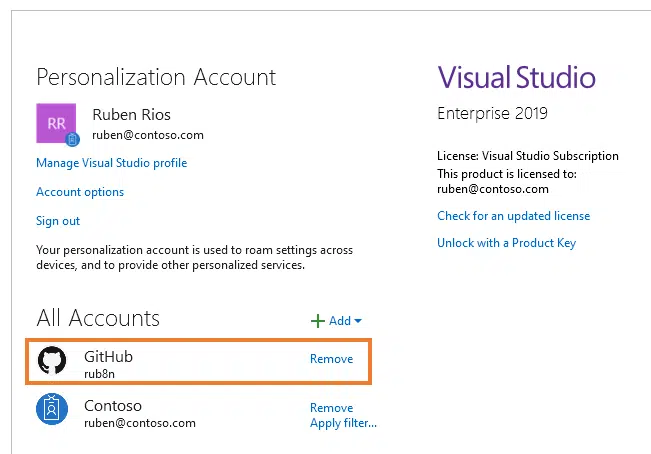 Personalization Account
RR
Ruben Rios
ruben@contoso.com
Manage Visual Studio profile
Account options
Sign out
Your personalization account is used to roam settings across
devices, and to provide other personalized services.
All Accounts
Add
GitHub
rub8n
Remove
Contoso
ruben@contoso.com
Remove
Apply filter...
Visual Studio
Enterprise 2019
License: Visual Studio Subscription
This product is licensed to:
ruben@contoso.com
Check for an updated license
Unlock with a Product Key